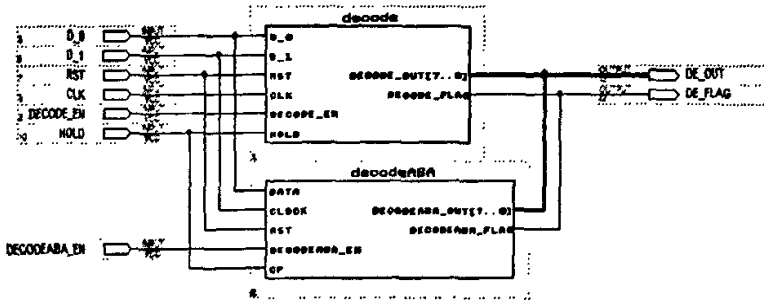 decode
D_0
D_1
RST
CLK
DECODE_EN
HOLD
D_0
D_1
RST
CLK
DECODE_EN
HOLD
DECODE_OUT[7..0]
DECODE_FLAG
DE_OUT
DE_FLAG
decodeABA
DECODEABA_EN
DATA
CLOCK
RST
DECODEABA_EN
CP
DECODEABA_OUT[7..0]
DECODEABA_FLAG